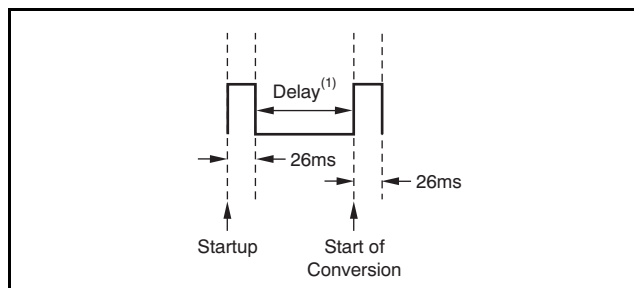 Delay(1)
26ms
26ms
Startup
Start of
Conversion